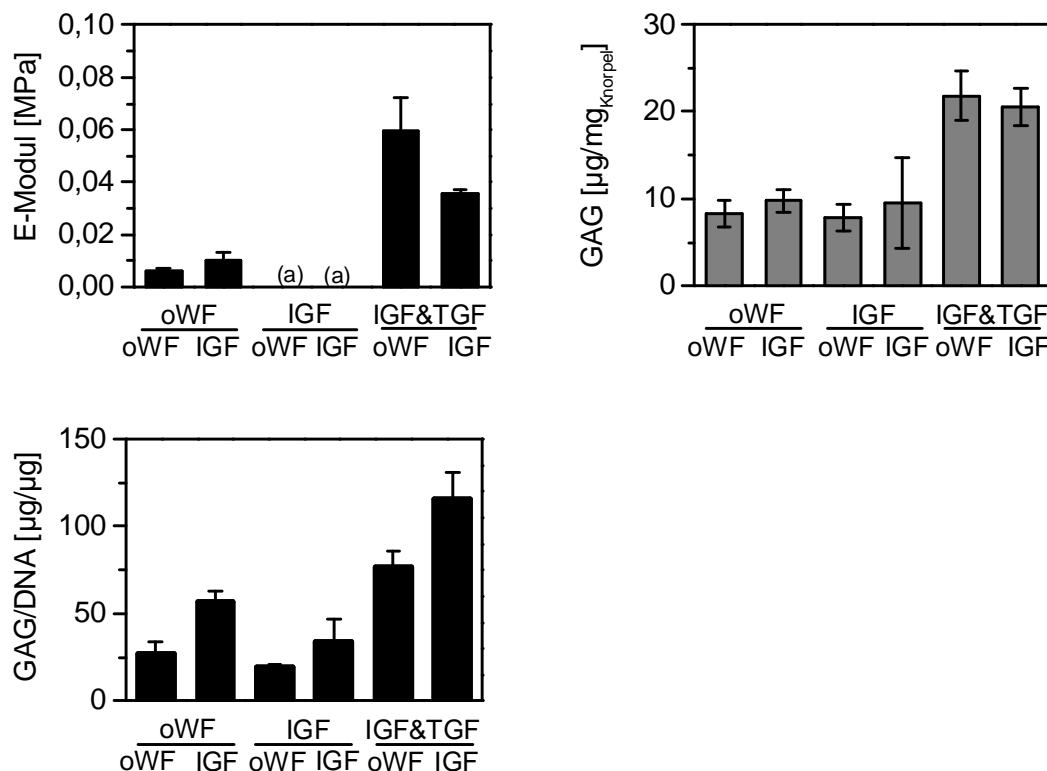 E-Modul [MPa]
0,10
0,08
0,06
0,04
0,02
0,00
(a) (a)
oWF IGF IGF&TGF
oWF IGF oWF IGF oWF IGF
GAG [µg/mgKnorpel]
30
20
10
0
oWF IGF IGF&TGF
oWF IGF oWF IGF oWF IGF
GAG/DNA [µg/µg]
150
100
50
0
oWF IGF IGF&TGF
oWF IGF oWF IGF oWF IGF